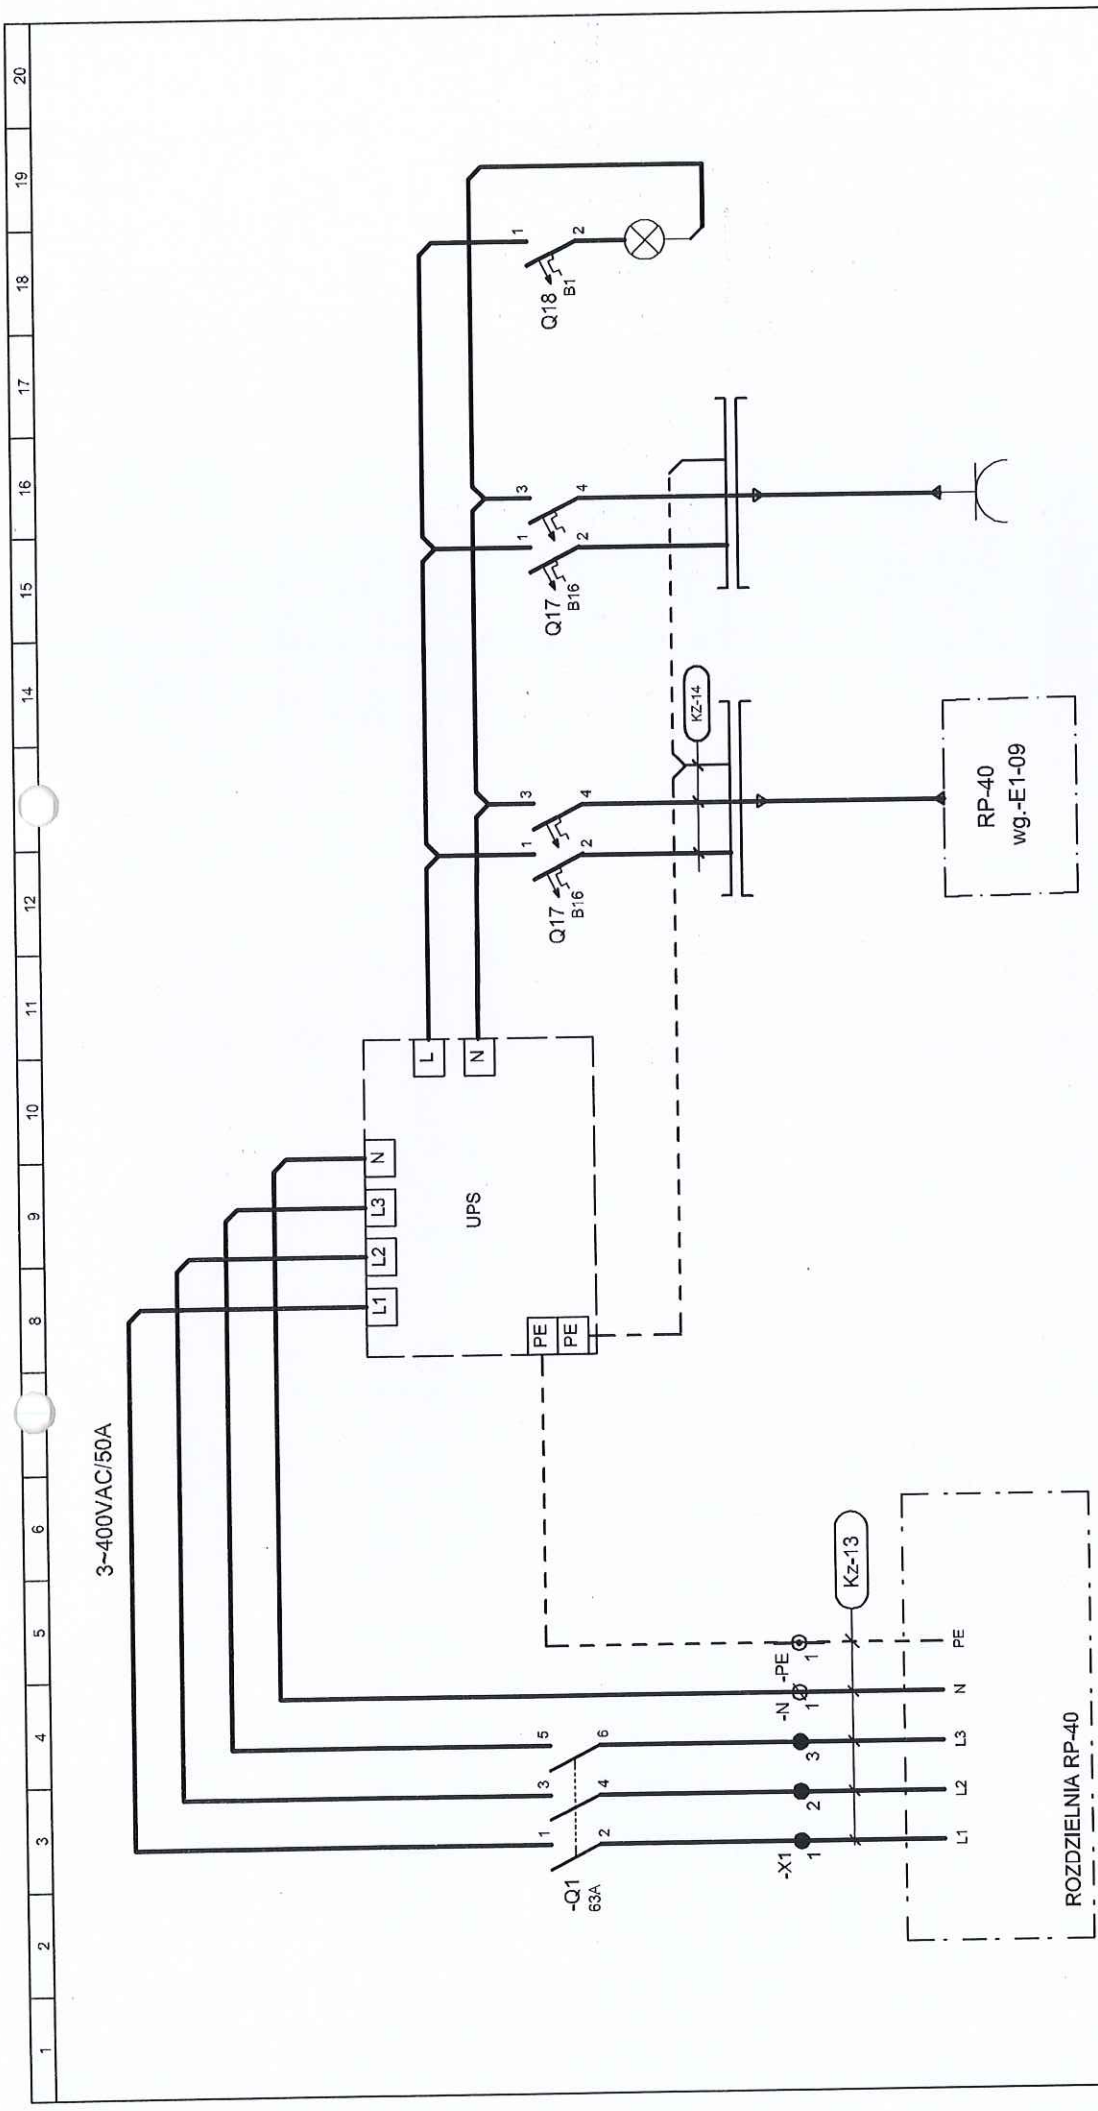 1 2 3 4 5 6 8 9 10 11 12 14 15 16 17 18 19 20
3~400VAC/50A
L1 L2 L3 N
L
N
UPS
PE
PE
Q17
B16
1 2
3 4
Q17
B16
1 2
3 4
Q18
B1
1 2
KZ-14
RP-40
wg.-E1-09
-Q1
63A
1 3 5
2 4 6
-X1 -N -PE
1 2 3 1 1
Kz-13
L1 L2 L3 N PE
ROZDZIELNIA RP-40